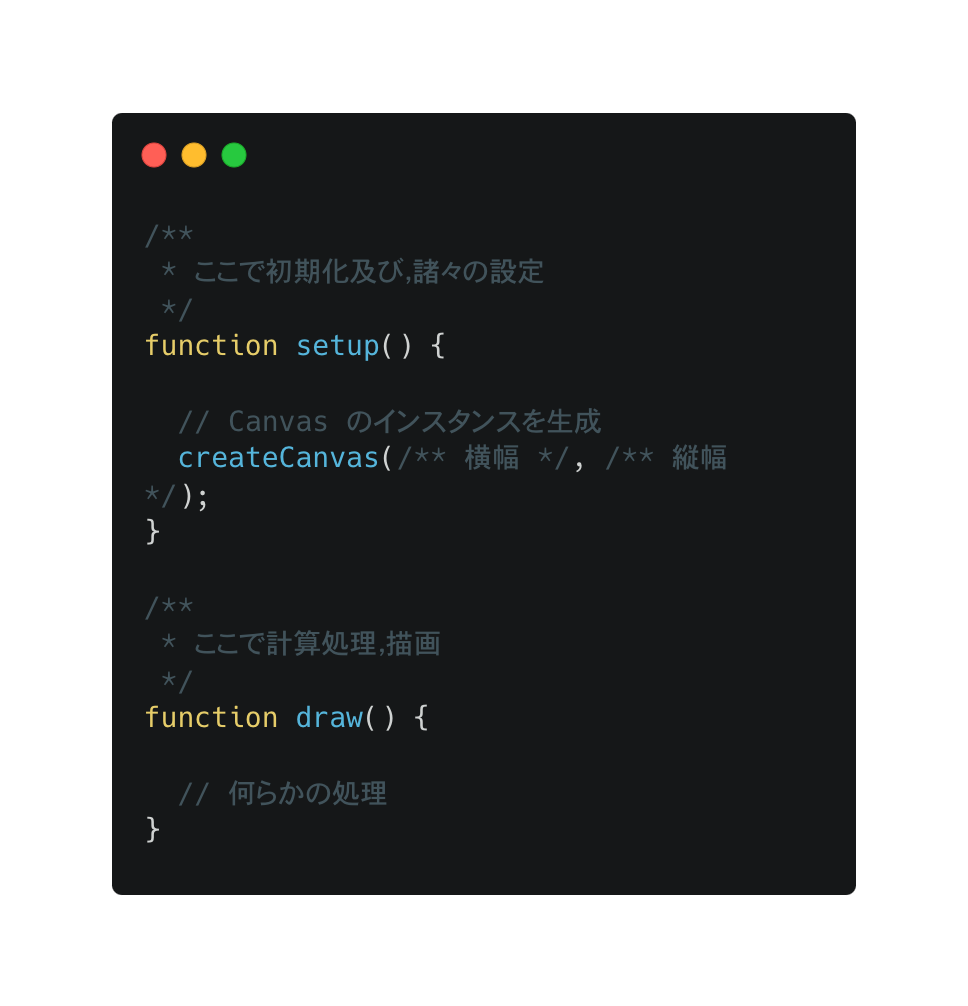 /**
 * ここで初期化及び,諸々の設定
 */
function setup() {
  // Canvas のインスタンスを生成
  createCanvas(/** 横幅 */, /** 縦幅
*/);
}
/**
 * ここで計算処理,描画
 */
function draw() {
  // 何らかの処理
}